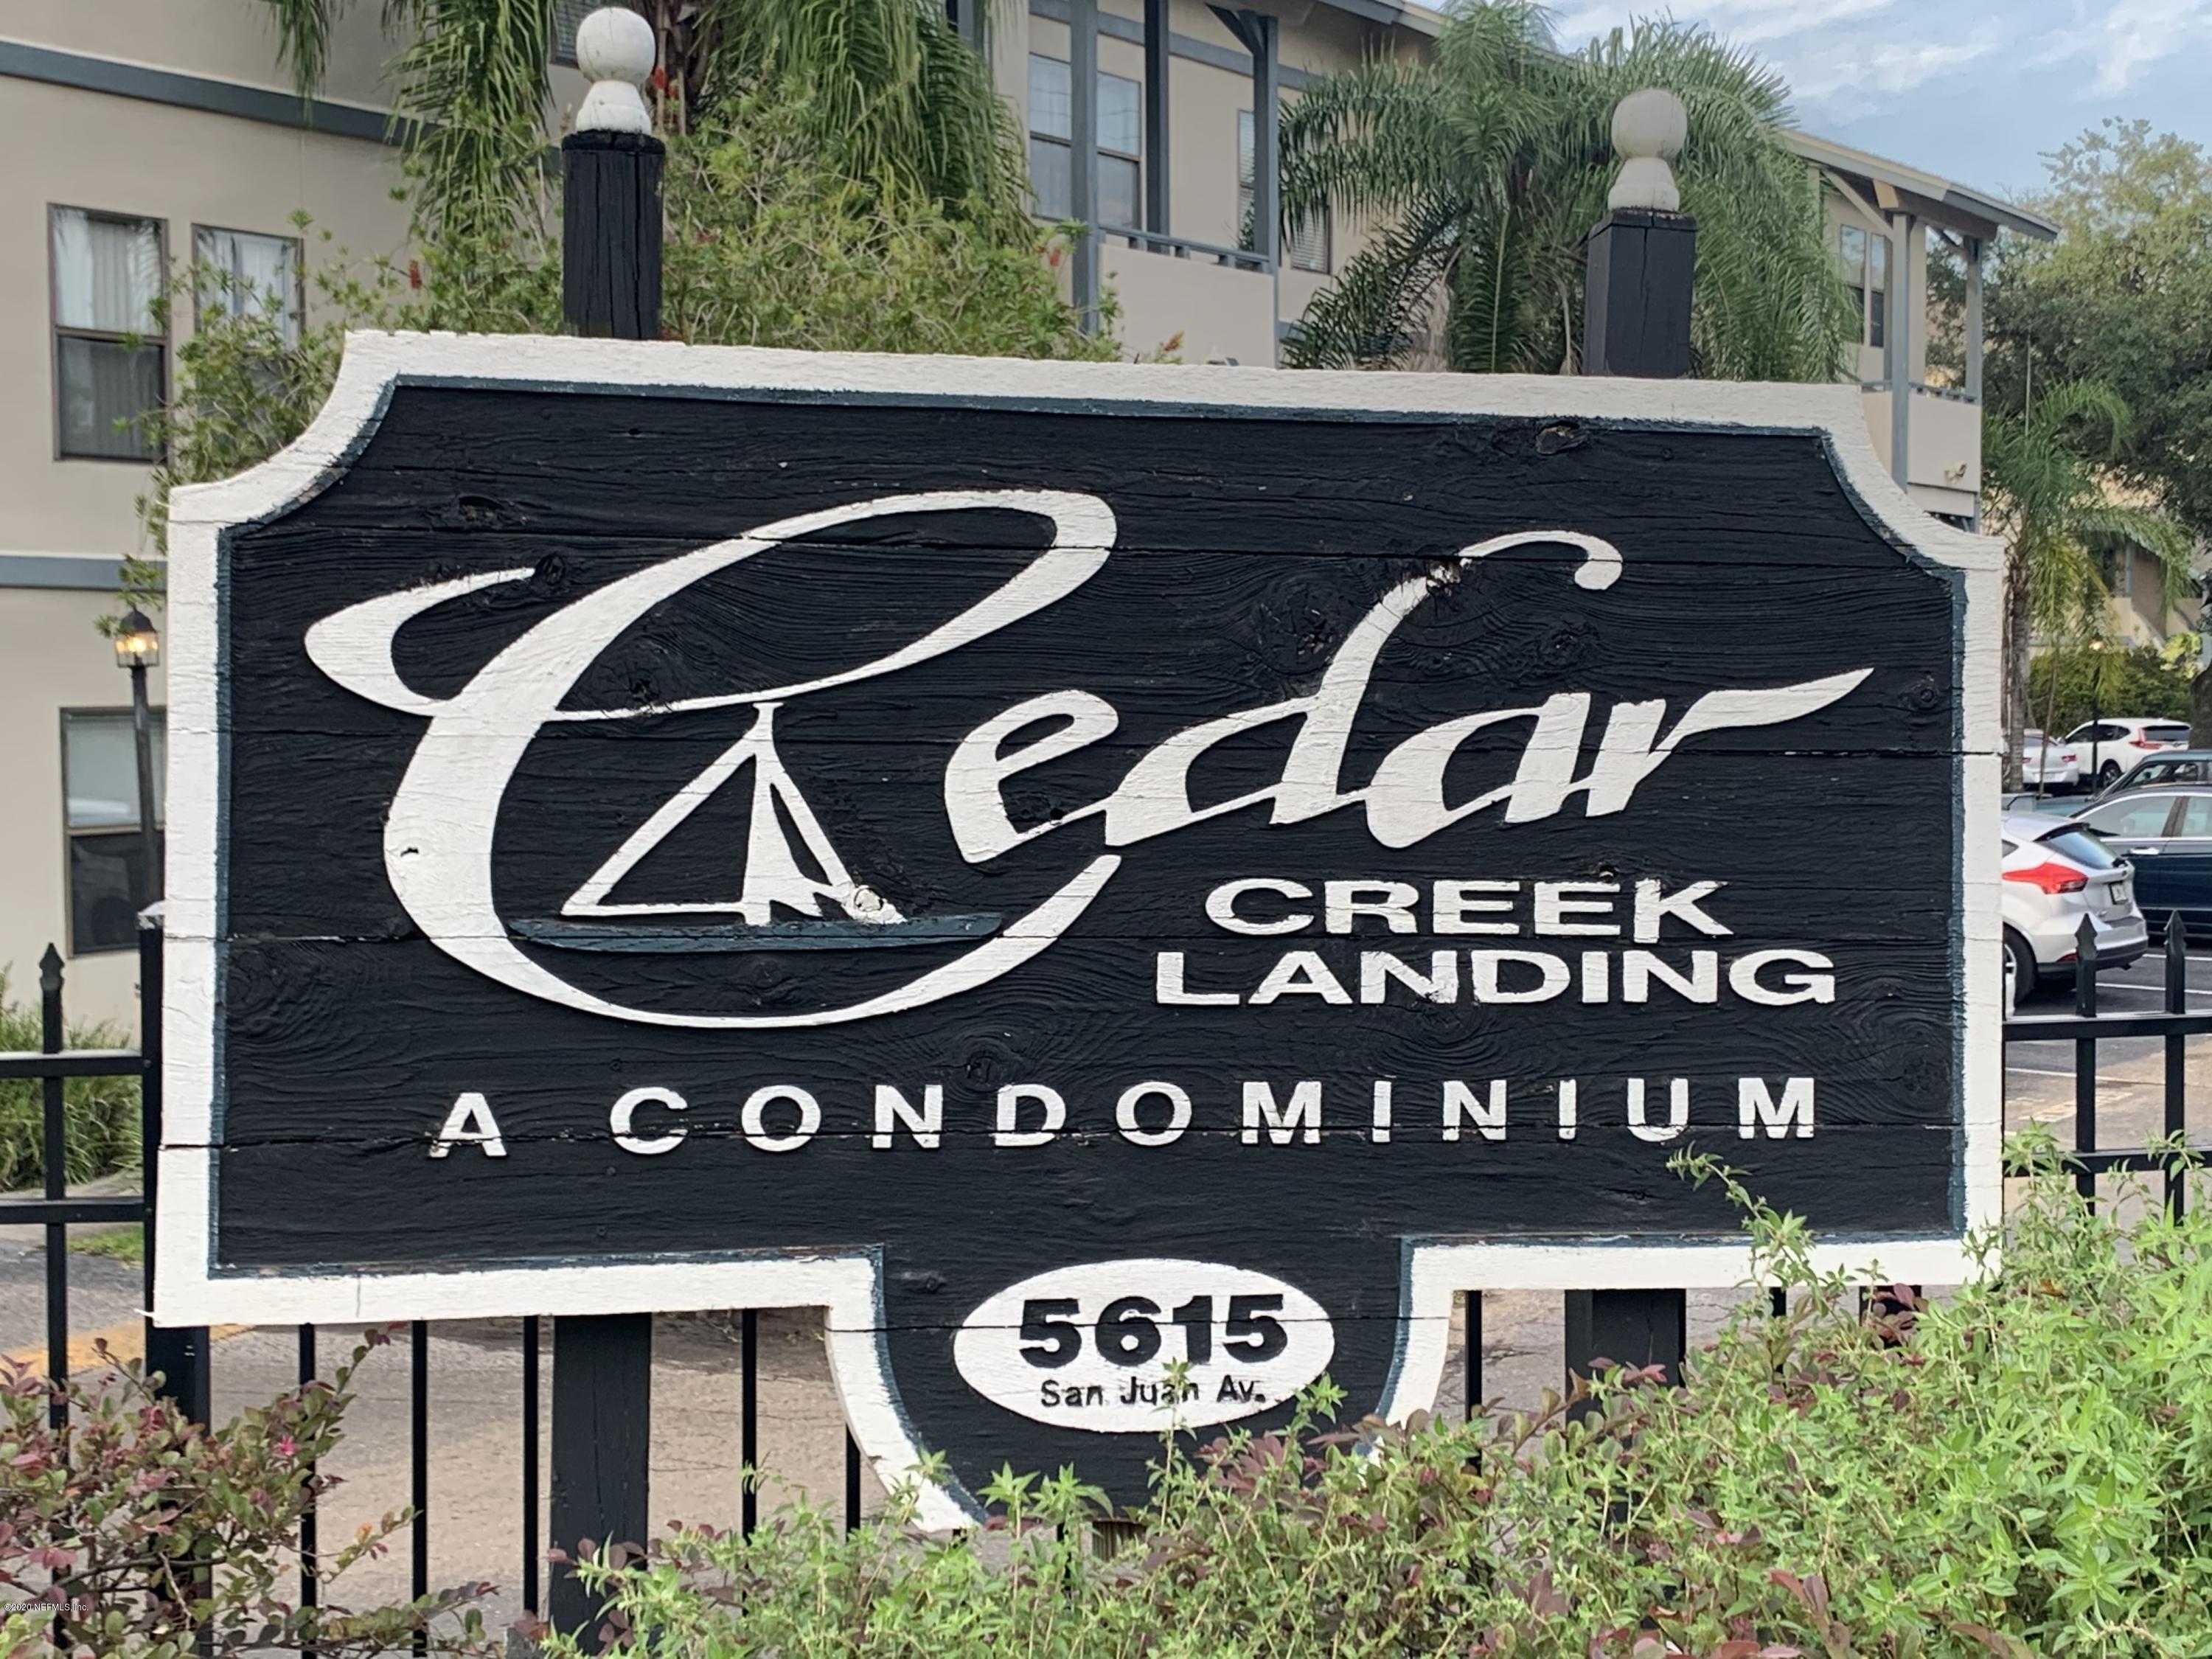 Cedar
CREEK
LANDING
A CONDOMINIUM
5615
San Juan Av.
©2020 NEFMLS, Inc.